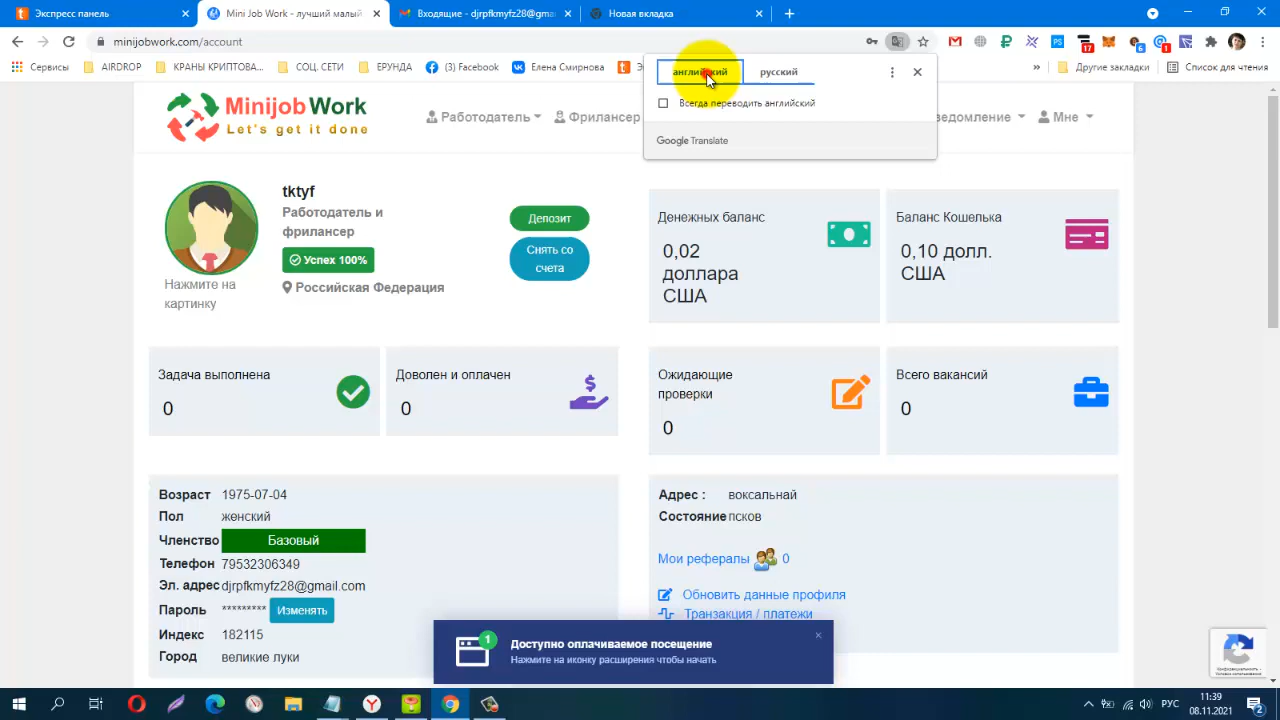 Экспресс панель
Mini Job Work - лучший малый
Входящие - djrpfkmyfz28@gmai
Новая вкладка
minijobwork.com/account
Сервисы
AIRDROP
КРАНЫ КРИПТОВАЛ...
СОЦ. СЕТИ
ЕРУНДА
(3) Facebook
Елена Смирнова
ЭЕ
»
Другие закладки
Список для чтения
английский
русский
Всегда переводить английский
Google Translate
Minijob Work
Let's get it done
Работодатель
Фрилансер
ведомление
Мне
tktyf
Работодатель и
фрилансер
Успех 100%
Российская Федерация
Нажмите на
картинку
Депозит
Снять со
счета
Денежных баланс
0,02
доллара
США
Баланс Кошелька
0,10 долл.
США
Задача выполнена
0
Доволен и оплачен
0
Ожидающие
проверки
0
Всего вакансий
0
Возраст 1975-07-04
Пол женский
Членство Базовый
Телефон 79532306349
Эл. адрес djrpfkmyfz28@gmail.com
Пароль ********* Изменять
Индекс 182115
Город великие луки
Адрес : воксальнай
Состояние псков
Мои рефералы 0
Обновить данные профиля
Транзакция / платежи
1
Доступно оплачиваемое посещение
Нажмите на иконку расширения чтобы начать
РУС
11:39
08.11.2021
2